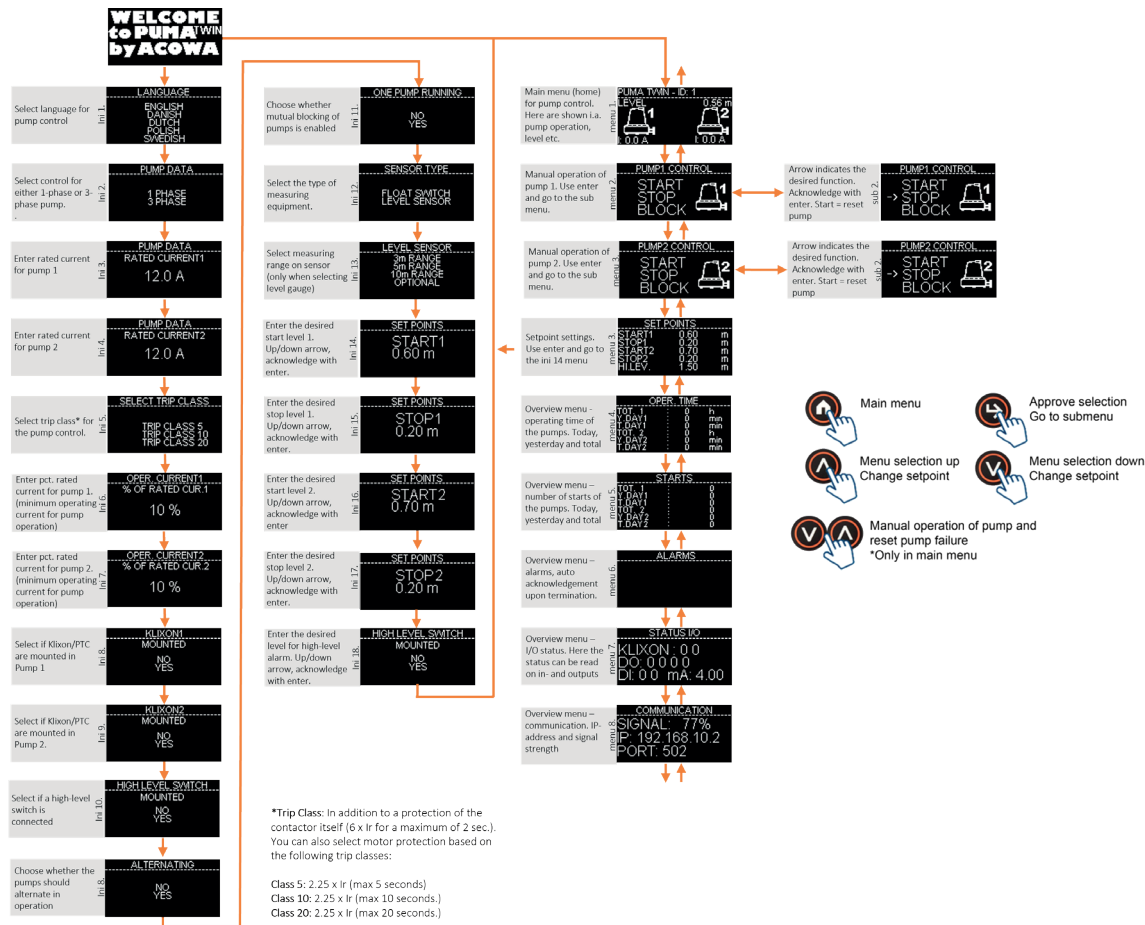 WELCOME
to PUMA TWIN
by ACOWA
Select language for
pump control
Ini 1.
LANGUAGE
ENGLISH
DANISH
DUTCH
POLISH
SWEDISH
Select control for
either 1-phase or 3-
phase pump.
.
Ini 2.
PUMP DATA
1 PHASE
3 PHASE
Enter rated current
for pump 1
Ini 3.
PUMP DATA
RATED CURRENT1
12.0 A
Enter rated current
for pump 2
Ini 4.
PUMP DATA
RATED CURRENT2
12.0 A
Select trip class* for
the pump control.
Ini 5.
SELECT TRIP CLASS
TRIP CLASS 5
TRIP CLASS 10
TRIP CLASS 20
Enter pct. rated
current for pump 1.
(minimum operating
current for pump
operation)
Ini 6.
OPER. CURRENT1
% OF RATED CUR.1
10 %
Enter pct. rated
current for pump 2.
(minimum operating
current for pump
operation)
Ini 7.
OPER. CURRENT2
% OF RATED CUR.2
10 %
Select if Klixon/PTC
are mounted in
Pump 1
Ini 8.
KLIXON1
MOUNTED
NO
YES
Select if Klixon/PTC
are mounted in
Pump 2.
Ini 9.
KLIXON2
MOUNTED
NO
YES
Select if a high-level
switch is
connected
Ini 10.
HIGH LEVEL SWITCH
MOUNTED
NO
YES
Choose whether the
pumps should
alternate in
operation
Ini 8.
ALTERNATING
NO
YES
Choose whether
mutual blocking of
pumps is enabled
Ini 11.
ONE PUMP RUNNING
NO
YES
Select the type of
measuring
equipment.
Ini 12.
SENSOR TYPE
FLOAT SWITCH
LEVEL SENSOR
Select measuring
range on sensor
(only when selecting
level gauge)
Ini 13.
LEVEL SENSOR
3m RANGE
5m RANGE
10m RANGE
OPTIONAL
Enter the desired
start level 1.
Up/down arrow,
acknowledge with
enter.
Ini 14.
SET POINTS
START1
0.60 m
Enter the desired
stop level 1.
Up/down arrow,
acknowledge with
enter.
Ini 15.
SET POINTS
STOP1
0.20 m
Enter the desired
start level 2.
Up/down arrow,
acknowledge with
enter
Ini 16.
SET POINTS
START2
0.70 m
Enter the desired
stop level 2.
Up/down arrow,
acknowledge with
enter.
Ini 17.
SET POINTS
STOP2
0.20 m
Enter the desired
level for high-level
alarm. Up/down
arrow, acknowledge
with enter.
Ini 18.
HIGH LEVEL SWITCH
MOUNTED
NO
YES
*Trip Class: In addition to a protection of the
contactor itself (6 x Ir for a maximum of 2 sec.).
You can also select motor protection based on
the following trip classes:
Class 5: 2.25 x Ir (max 5 seconds)
Class 10: 2.25 x Ir (max 10 seconds.)
Class 20: 2.25 x Ir (max 20 seconds.)
Main menu (home)
for pump control.
Here are shown i.a.
pump operation,
level etc.
menu 1.
PUMA TWIN - ID: 1
LEVEL 0.56 m
1 2
I: 0.0 A I: 0.0 A
Manual operation of
pump 1. Use enter
and go to the sub
menu.
menu 2.
PUMP1 CONTROL
START
STOP
BLOCK
1
Arrow indicates the
desired function.
Acknowledge with
enter. Start = reset
pump
sub 2.
PUMP1 CONTROL
START
-> STOP
BLOCK
1
Manual operation of
pump 2. Use enter
and go to the sub
menu.
menu 3.
PUMP2 CONTROL
START
STOP
BLOCK
2
Arrow indicates the
desired function.
Acknowledge with
enter. Start = reset
pump
sub 2.
PUMP2 CONTROL
START
-> STOP
BLOCK
2
Setpoint settings.
Use enter and go to
the ini 14 menu
menu 3.
SET POINTS
START1 0.60 m
STOP1 0.20 m
START2 0.70 m
STOP2 0.20 m
HI.LEV. 1.50 m
Overview menu -
operating time of
the pumps. Today,
yesterday and total
menu 4.
OPER. TIME
TOT. 1 : 0 h
Y.DAY1 : 0 min
T.DAY1 : 0 min
TOT. 2 : 0 h
Y.DAY2 : 0 min
T.DAY2 : 0 min
Overview menu –
number of starts of
the pumps. Today,
yesterday and total
menu 5.
STARTS
TOT. 1 : 0
Y.DAY1 : 0
T.DAY1 : 0
TOT. 2 : 0
Y.DAY2 : 0
T.DAY2 : 0
Overview menu –
alarms, auto
acknowledgement
upon termination.
menu 6.
ALARMS
Overview menu –
I/O status. Here the
status can be read
on in- and outputs
menu 7.
STATUS I/O
KLIXON : 0 0
DO: 0 0 0 0
DI: 0 0 mA: 4.00
Overview menu –
communication. IP-
address and signal
strength
menu 8.
COMMUNICATION
SIGNAL: 77%
IP: 192.168.10.2
PORT: 502
Main menu
Approve selection
Go to submenu
Menu selection up
Change setpoint
Menu selection down
Change setpoint
Manual operation of pump and
reset pump failure
*Only in main menu